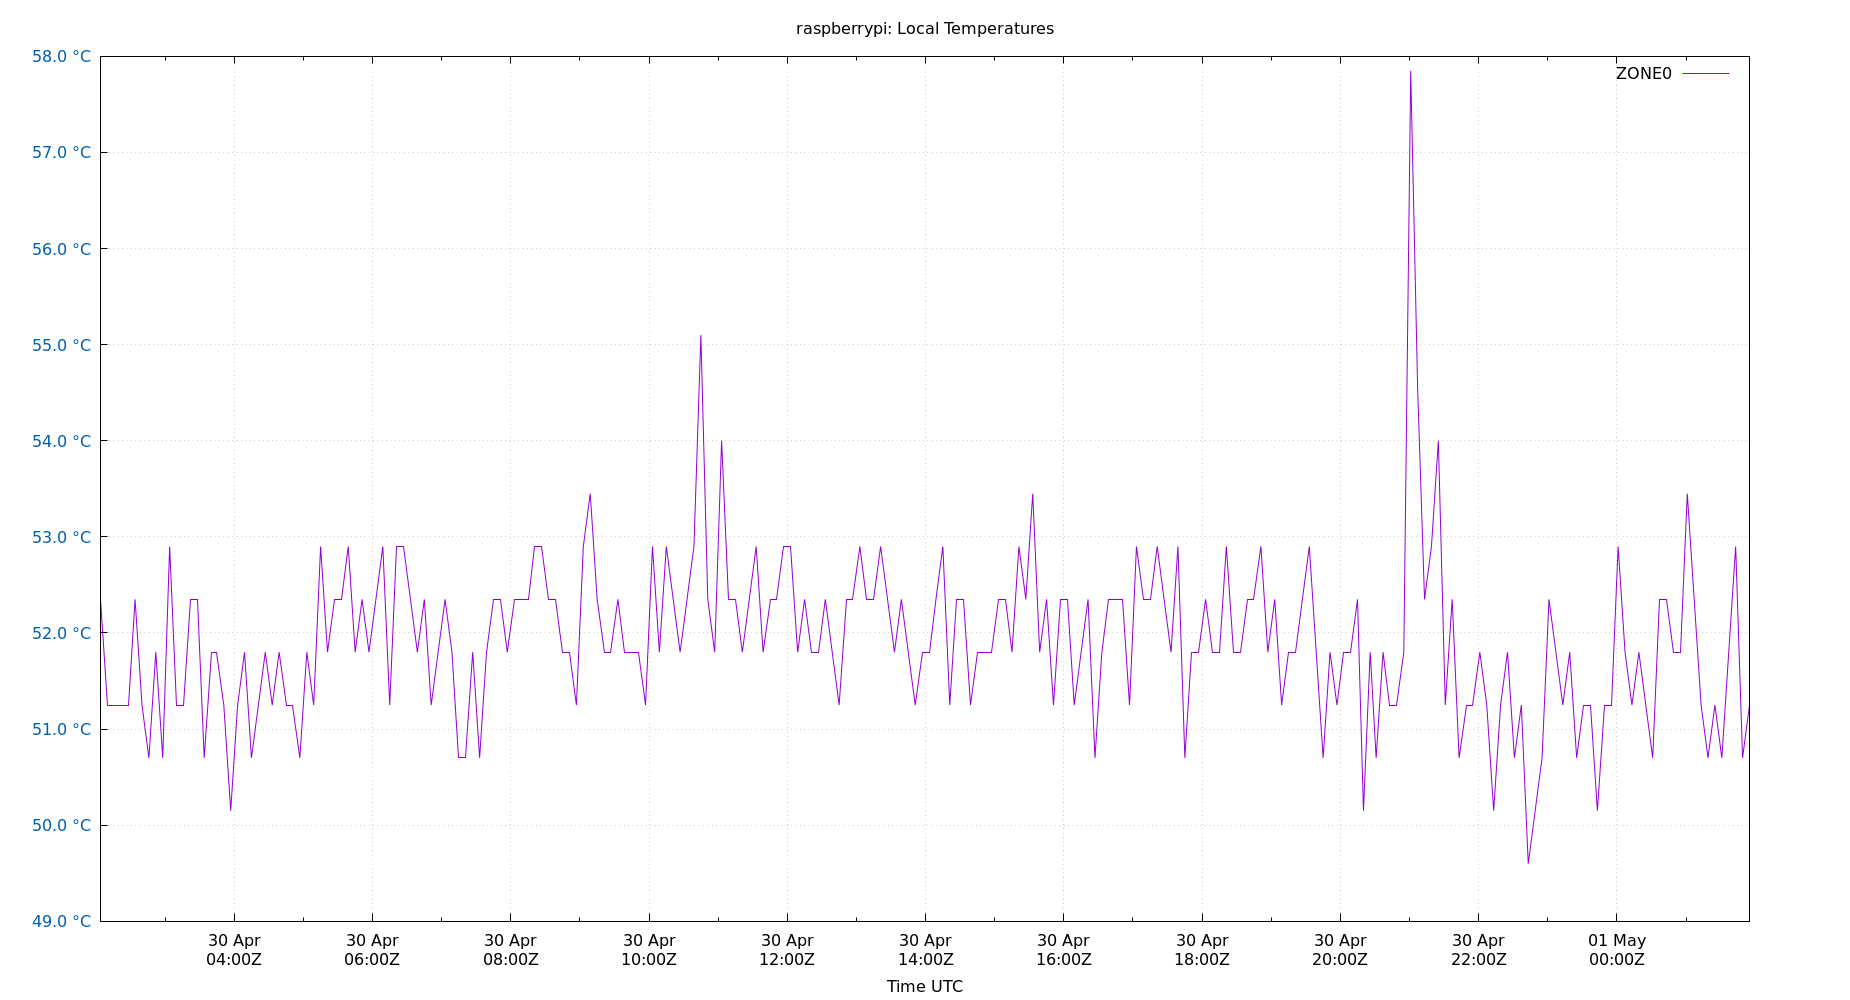 raspberrypi: Local Temperatures
58.0 °C
ZONE0
57.0 °C
56.0 °C
55.0 °C
54.0 °C
53.0 °C
52.0 °C
51.0 °C
50.0 °C
49.0 °C
30 Apr 30 Apr 30 Apr 30 Apr 30 Apr 30 Apr 30 Apr 30 Apr 30 Apr 30 Apr 01 May
04:00Z 06:00Z 08:00Z 10:00Z 12:00Z 14:00Z 16:00Z 18:00Z 20:00Z 22:00Z 00:00Z
Time UTC